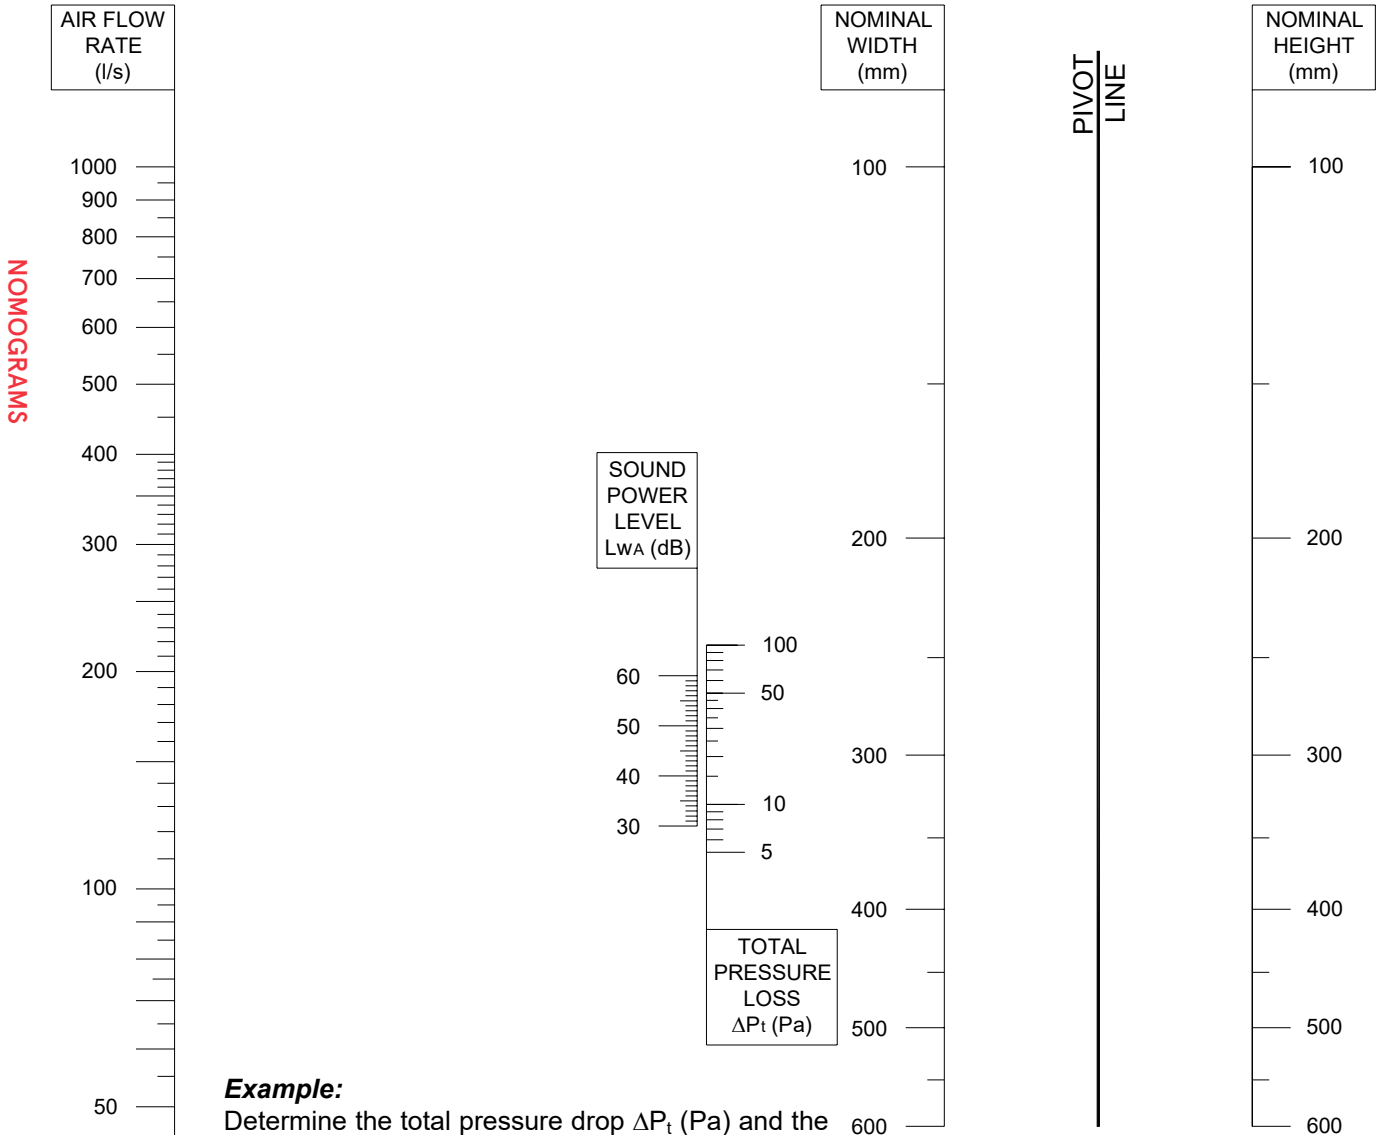 AIR FLOW
RATE
(l/s)
1000
900
800
700
600
500
400
300
200
100
50
NOMOGRAMS
SOUND
POWER
LEVEL
LWA (dB)
60
50
40
30
100
50
10
5
TOTAL
PRESSURE
LOSS
ΔPt (Pa)
NOMINAL
WIDTH
(mm)
100
200
300
400
500
600
PIVOT
LINE
NOMINAL
HEIGHT
(mm)
100
200
300
400
500
600
Example:
Determine the total pressure drop ΔPt (Pa) and the